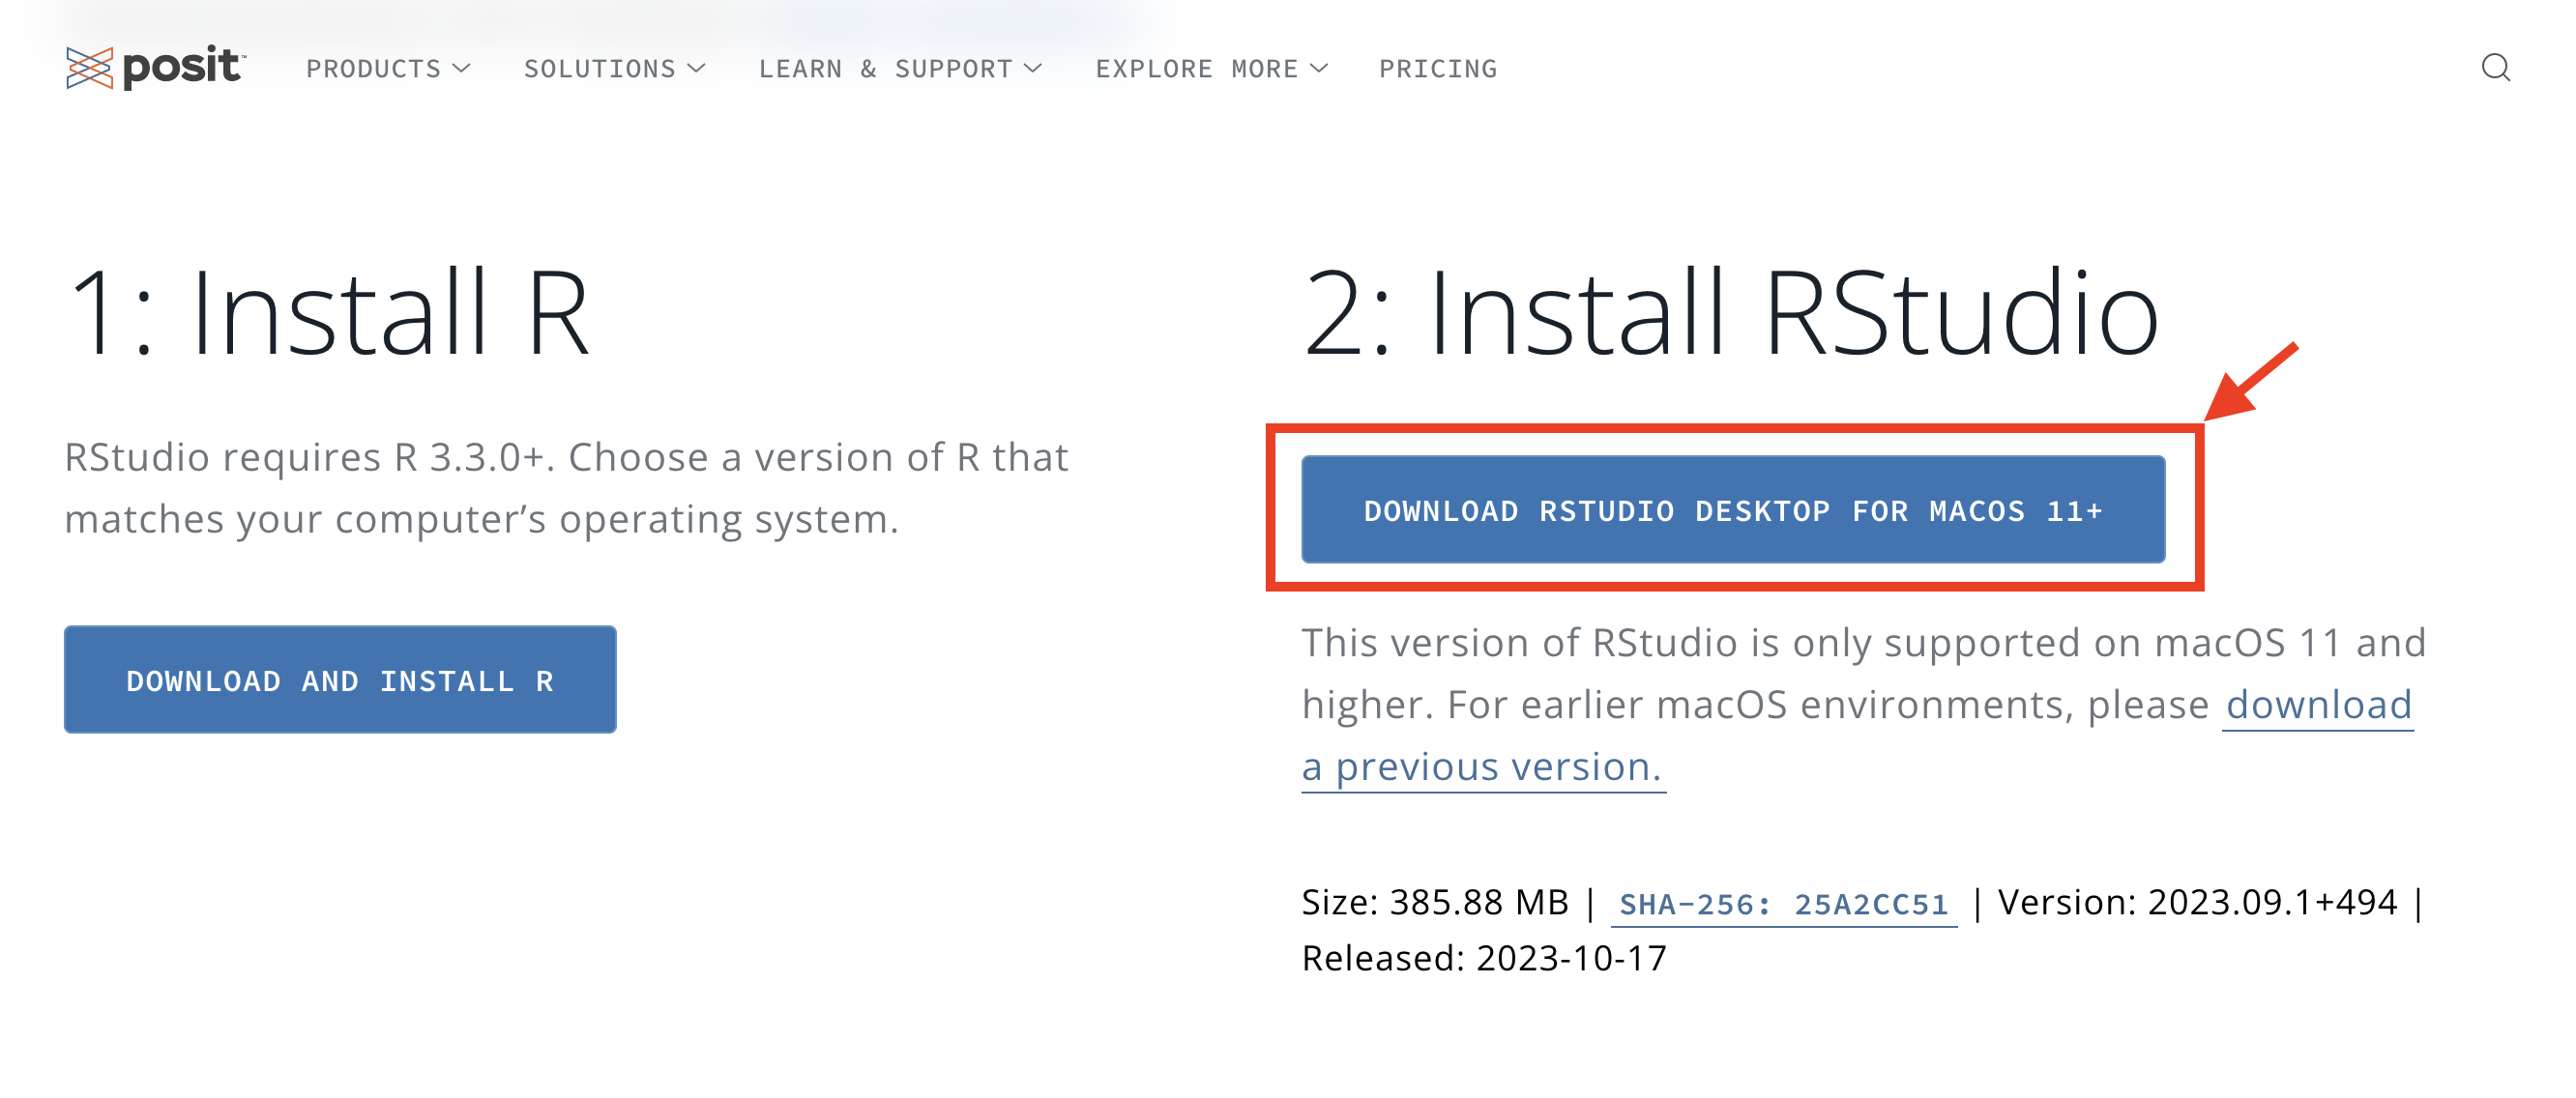 posit™ PRODUCTS SOLUTIONS LEARN & SUPPORT EXPLORE MORE PRICING
1: Install R
RStudio requires R 3.3.0+. Choose a version of R that
matches your computer’s operating system.
DOWNLOAD AND INSTALL R
2: Install RStudio
DOWNLOAD RSTUDIO DESKTOP FOR MACOS 11+
This version of RStudio is only supported on macOS 11 and
higher. For earlier macOS environments, please download
a previous version.
Size: 385.88 MB | SHA-256: 25A2CC51 | Version: 2023.09.1+494 |
Released: 2023-10-17